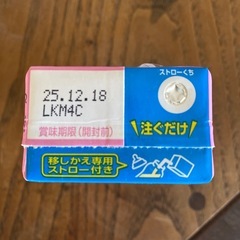 ストローくち
25.12.18
LKM4C
賞味期限(開封前)
注ぐだけ
移しかえ専用
ストロー付き